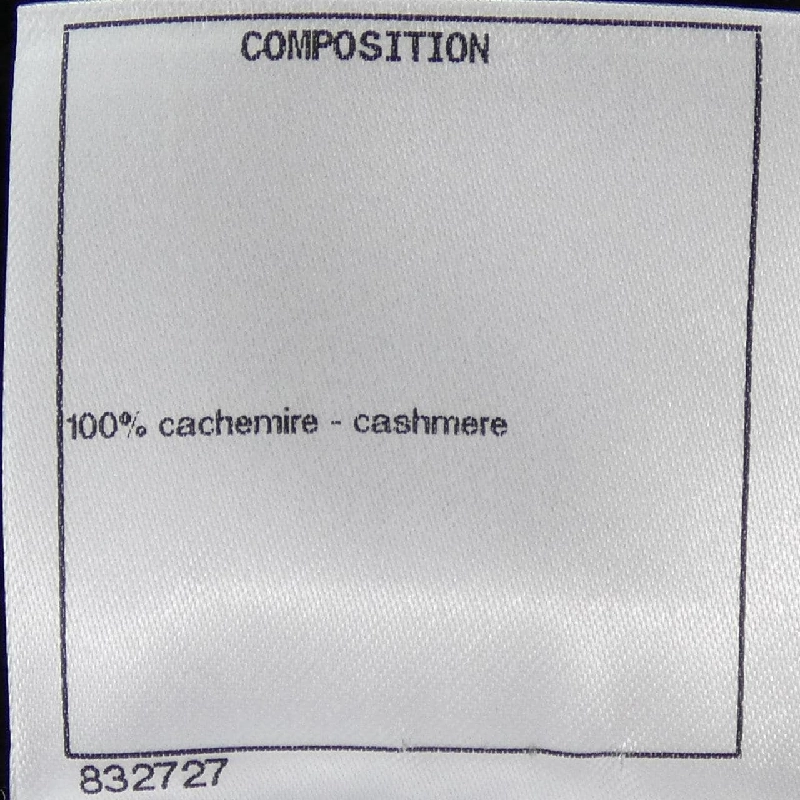 COMPOSITION
100% cachemire - cashmere
832727